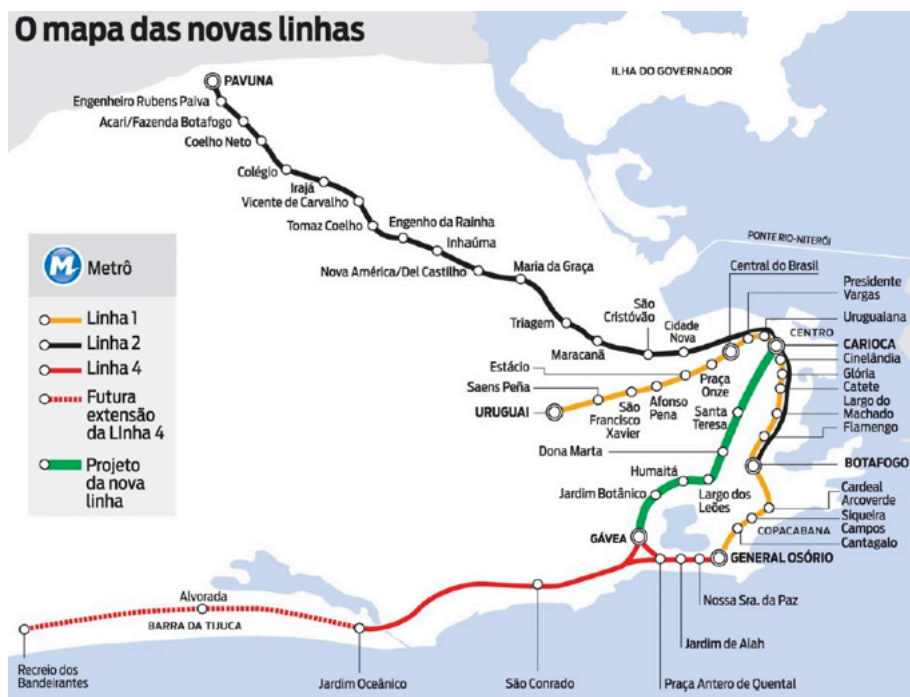 O mapa das novas linhas
ILHA DO GOVERNADOR
PAVUNA
Engenheiro Rubens Paiva
Acari/Fazenda Botafogo
Coelho Neto
Colégio
Irajá
Vicente de Carvalho
Tomaz Coelho
Engenho da Rainha
Inhaúma
Nova América/Del Castilho
Maria da Graça
Triagem
Maracanã
São
Cristóvão
Cidade
Nova
PONTE RIO-NITERÓI
Central do Brasil
Presidente
Vargas
Uruguaiana
CENTRO
CARIOCA
Cinelândia
Glória
Catete
Largo do
Machado
Flamengo
BOTAFOGO
Cardeal
Arcoverde
Siqueira
Campos
COPACABANA
Cantagalo
GENERAL OSÓRIO
Estácio
Saens Peña
URUGUAI
São
Francisco
Xavier
Afonso
Pena
Praça
Onze
Santa
Teresa
Dona Marta
Humaitá
Jardim Botânico
Largo dos
Leões
GÁVEA
Nossa Sra. da Paz
Jardim de Alah
Praça Antero de Quental
São Conrado
Jardim Oceânico
Alvorada
BARRA DA TIJUCA
Recreio dos
Bandeirantes
M Metrô
Linha 1
Linha 2
Linha 4
Futura
extensão
da Linha 4
Projeto
da nova
linha